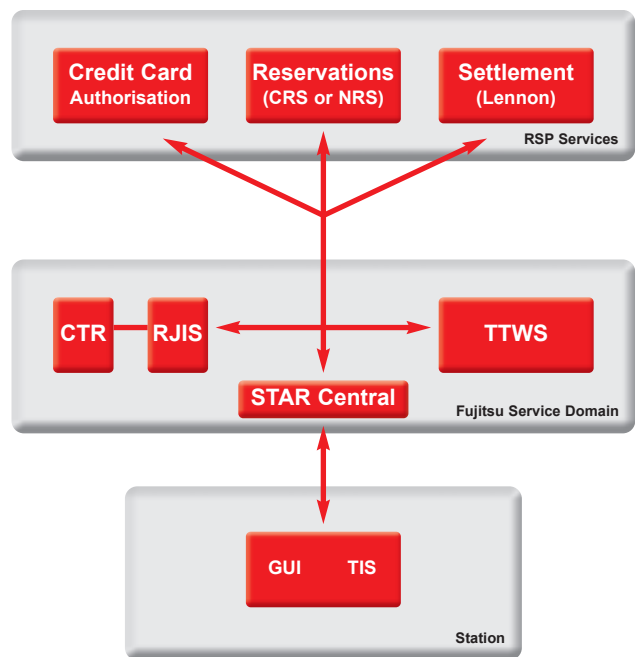 Credit Card
Authorisation
Reservations
(CRS or NRS)
Settlement
(Lennon)
RSP Services
CTR
RJIS
TTWS
STAR Central
Fujitsu Service Domain
GUI TIS
Station